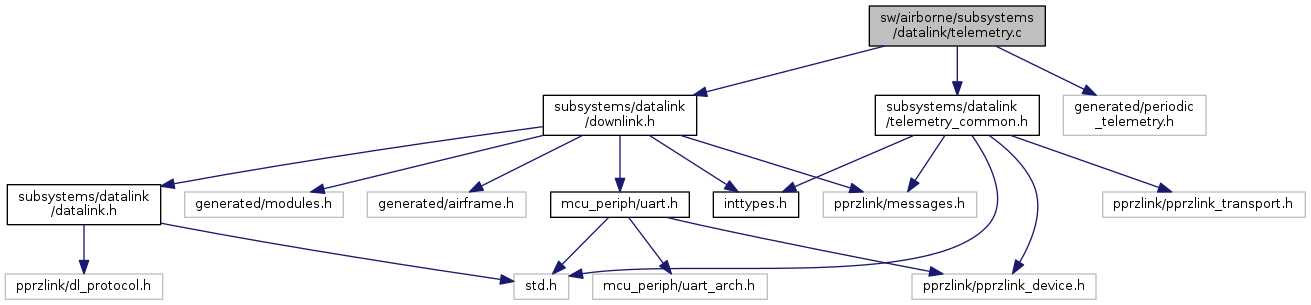 sw/airborne/subsystems
/datalink/telemetry.c
subsystems/datalink
/downlink.h
subsystems/datalink
/telemetry_common.h
generated/periodic
_telemetry.h
subsystems/datalink
/datalink.h
generated/modules.h
generated/airframe.h
mcu_periph/uart.h
inttypes.h
pprzlink/messages.h
pprzlink/pprzlink_transport.h
pprzlink/dl_protocol.h
std.h
mcu_periph/uart_arch.h
pprzlink/pprzlink_device.h